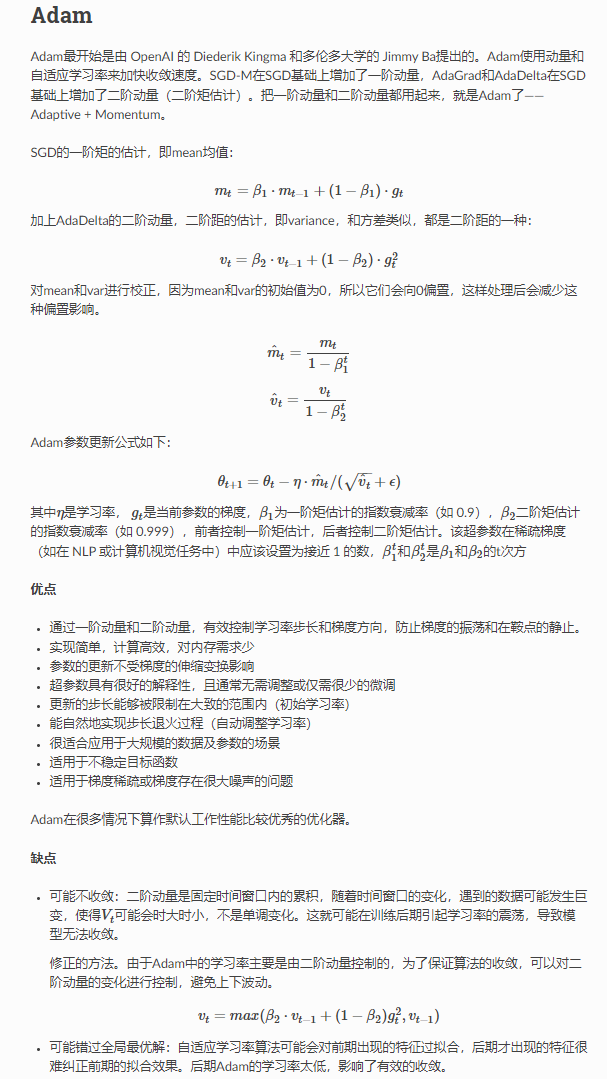 Adam
Adam最开始是由 OpenAI 的 Diederik Kingma 和多伦多大学的 Jimmy Ba提出的。Adam使用动量和
自适应学习率来加快收敛速度。SGD-M在SGD基础上增加了一阶动量，AdaGrad和AdaDelta在SGD
基础上增加了二阶动量（二阶矩估计）。把一阶动量和二阶动量都用起来，就是Adam了——
Adaptive + Momentum。
SGD的一阶矩的估计，即mean均值：
m_t = β_1 · m_{t−1} + (1 − β_1) · g_t
加上AdaDelta的二阶动量，二阶距的估计，即variance，和方差类似，都是二阶距的一种：
v_t = β_2 · v_{t−1} + (1 − β_2) · g_t^2
对mean和var进行校正，因为mean和var的初始值为0，所以它们会向0偏置，这样处理后会减少这
种偏置影响。
m̂_t = m_t / (1 − β_1^t)
v̂_t = v_t / (1 − β_2^t)
Adam参数更新公式如下：
θ_{t+1} = θ_t − η · m̂_t/(√v̂_t + ϵ)
其中η是学习率， g_t是当前参数的梯度，β_1为一阶矩估计的指数衰减率（如 0.9），β_2二阶矩估计
的指数衰减率（如 0.999），前者控制一阶矩估计，后者控制二阶矩估计。该超参数在稀疏梯度
（如在 NLP 或计算机视觉任务中）中应该设置为接近 1 的数，β_1^t和β_2^t是β_1和β_2的t次方
优点
• 通过一阶动量和二阶动量，有效控制学习率步长和梯度方向，防止梯度的振荡和在鞍点的静止。
• 实现简单，计算高效，对内存需求少
• 参数的更新不受梯度的伸缩变换影响
• 超参数具有很好的解释性，且通常无需调整或仅需很少的微调
• 更新的步长能够被限制在大致的范围内（初始学习率）
• 能自然地实现步长退火过程（自动调整学习率）
• 很适合应用于大规模的数据及参数的场景
• 适用于不稳定目标函数
• 适用于梯度稀疏或梯度存在很大噪声的问题
Adam在很多情况下算作默认工作性能比较优秀的优化器。
缺点
• 可能不收敛：二阶动量是固定时间窗口内的累积，随着时间窗口的变化，遇到的数据可能发生巨
变，使得V_t可能会时大时小，不是单调变化。这就可能在训练后期引起学习率的震荡，导致模
型无法收敛。
修正的方法。由于Adam中的学习率主要是由二阶动量控制的，为了保证算法的收敛，可以对二
阶动量的变化进行控制，避免上下波动。
v_t = max(β_2 · v_{t−1} + (1 − β_2)g_t^2, v_{t−1})
• 可能错过全局最优解：自适应学习率算法可能会对前期出现的特征过拟合，后期才出现的特征很
难纠正前期的拟合效果。后期Adam的学习率太低，影响了有效的收敛。